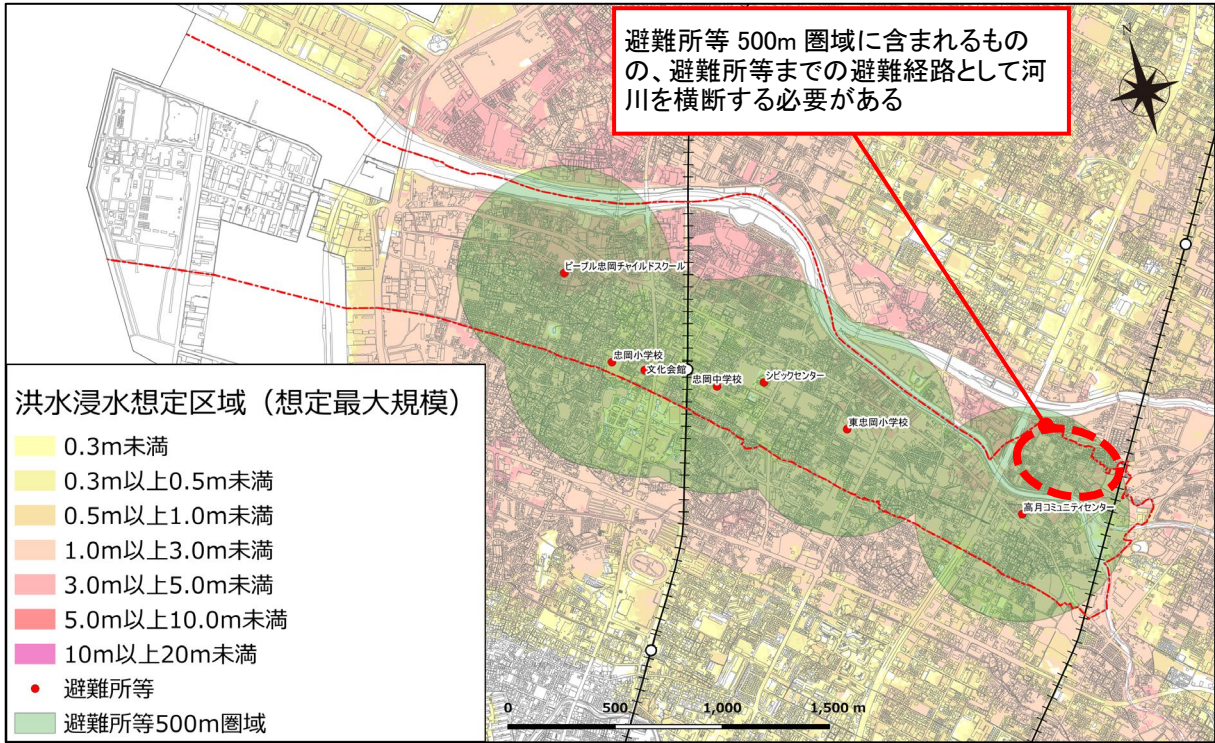 避難所等 500m 圏域に含まれるもの
の、避難所等までの避難経路として河
川を横断する必要がある
N
ピープル忠岡チャイルドスクール
忠岡小学校
文化会館
忠岡中学校
シビックセンター
東忠岡小学校
高月コミュニティセンター
洪水浸水想定区域（想定最大規模）
0.3m未満
0.3m以上0.5m未満
0.5m以上1.0m未満
1.0m以上3.0m未満
3.0m以上5.0m未満
5.0m以上10.0m未満
10m以上20m未満
避難所等
避難所等500m圏域
0 500 1,000 1,500 m